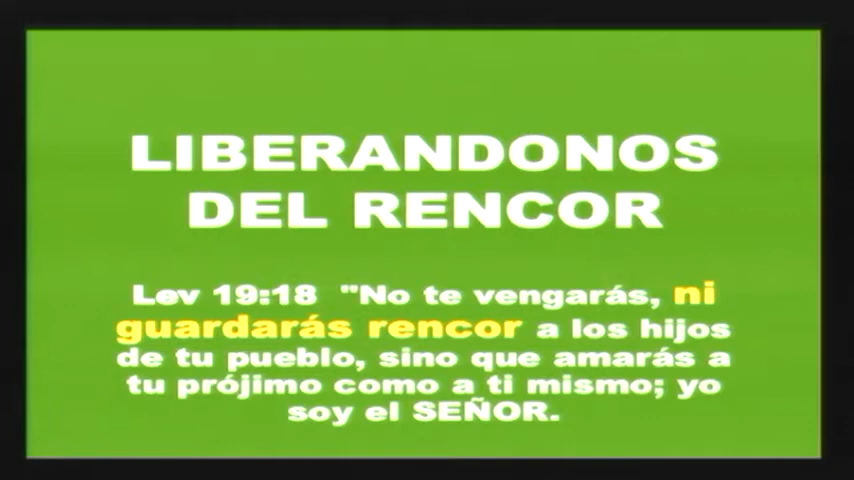 LIBERANDONOS
DEL RENCOR
Lev 19:18 "No te vengarás, ni
guardarás rencor a los hijos
de tu pueblo, sino que amarás a
tu prójimo como a ti mismo; yo
soy el SEÑOR.